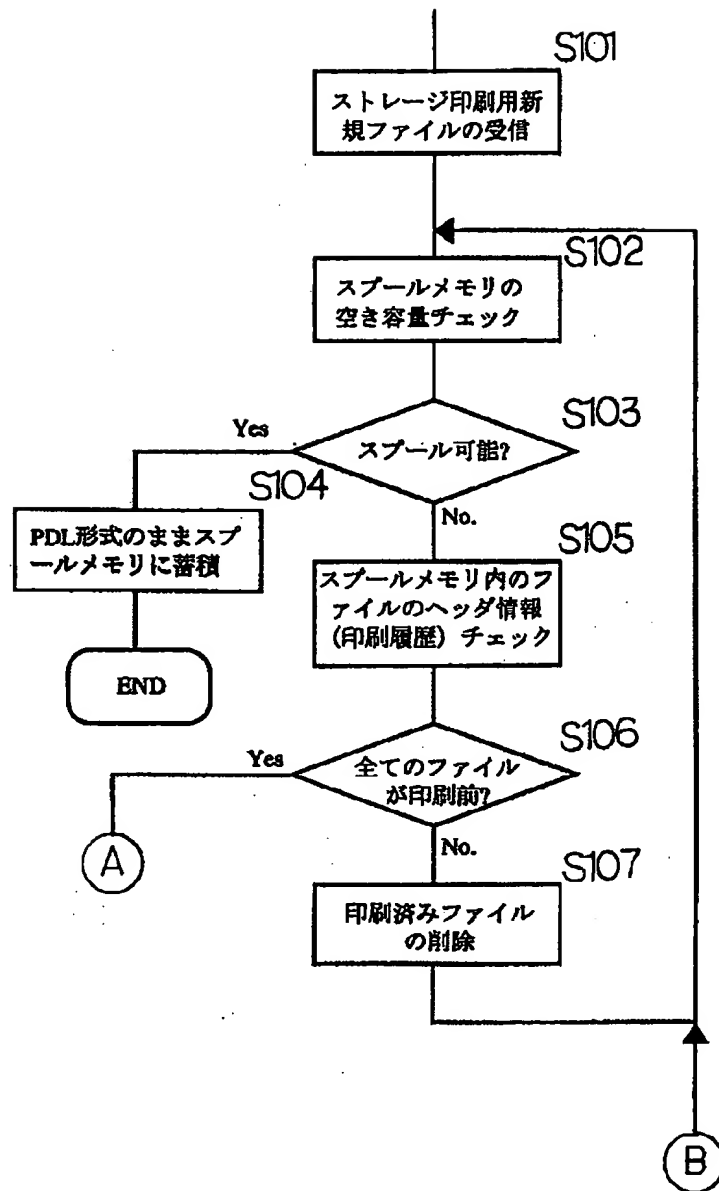 S101
ストレージ印刷用新
規ファイルの受信
S102
スプールメモリの
空き容量チェック
S103
スプール可能?
Yes
No.
S104
PDL形式のままスプ
ールメモリに蓄積
END
S105
スプールメモリ内のフ
ァイルのヘッダ情報
(印刷履歴) チェック
S106
全てのファイル
が印刷前?
Yes
No.
A
S107
印刷済みファイル
の削除
B